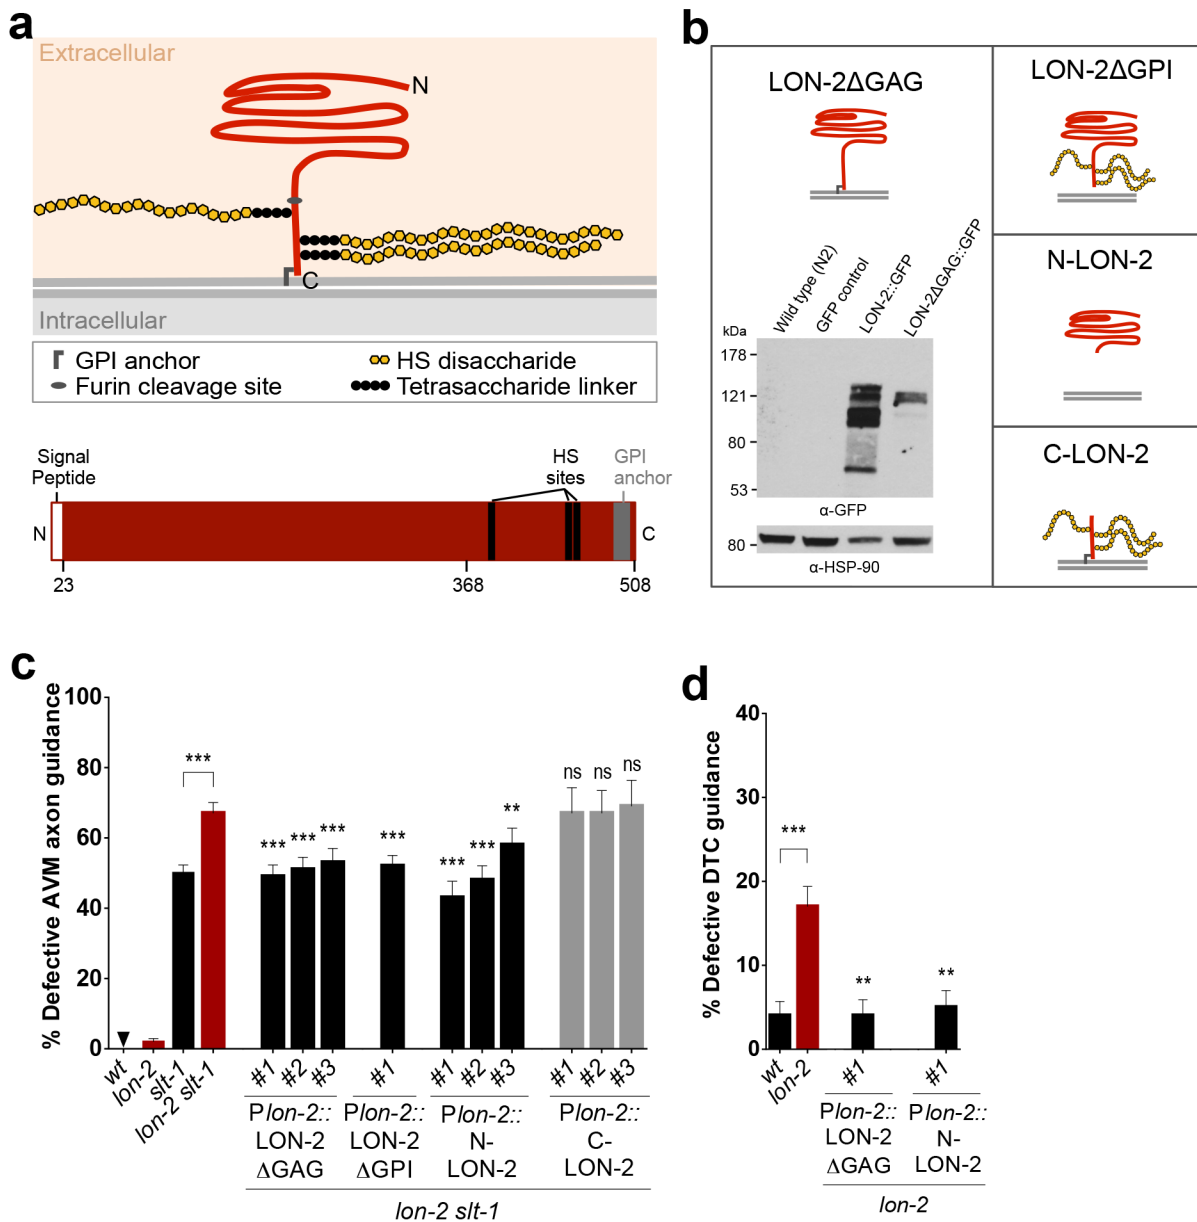 a
Extracellular
N
C
Intracellular
GPI anchor
HS disaccharide
Furin cleavage site
Tetrasaccharide linker
Signal
Peptide
HS
sites
GPI
anchor
N
C
23
368
508
b
LON-2ΔGAG
Wild type (N2)
GFP control
LON-2::GFP
LON-2ΔGAG::GFP
kDa
178
121
80
53
α-GFP
80
α-HSP-90
LON-2ΔGPI
N-LON-2
C-LON-2
c
% Defective AVM axon guidance
100
80
60
40
20
0
***
*** *** ***
***
*** *** **
ns ns ns
wt
lon-2
slt-1
lon-2 slt-1
#1 #2 #3
#1
#1 #2 #3
#1 #2 #3
Plon-2::
LON-2
ΔGAG
Plon-2::
LON-2
ΔGPI
Plon-2::
N-
LON-2
Plon-2::
C-
LON-2
lon-2 slt-1
d
% Defective DTC guidance
40
30
20
10
0
***
**
**
wt
lon-2
#1
#1
Plon-2::
LON-2
ΔGAG
Plon-2::
N-
LON-2
lon-2